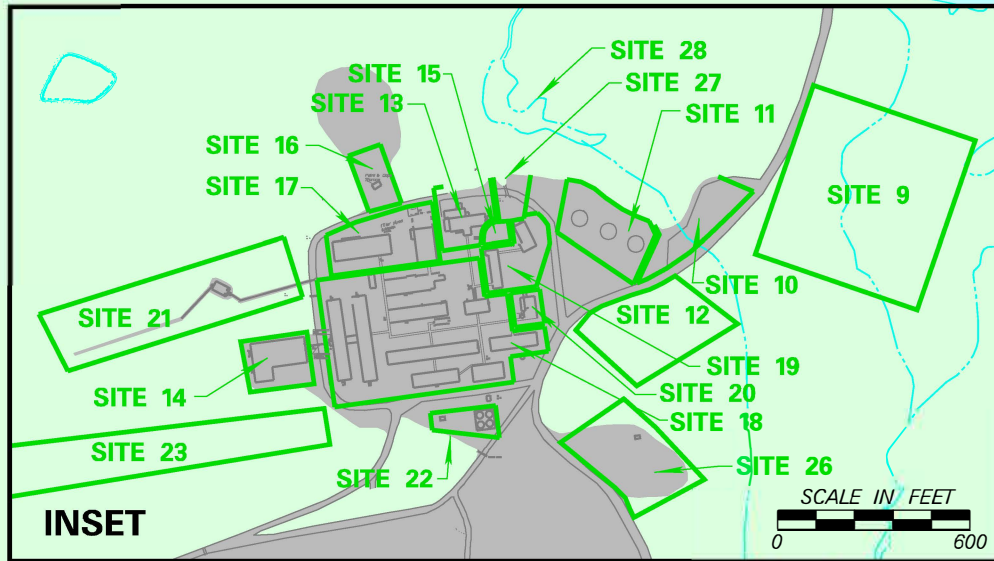 SITE 28
SITE 15
SITE 27
SITE 13
SITE 11
SITE 16
SITE 17
SITE 9
SITE 10
SITE 21
SITE 12
SITE 19
SITE 20
SITE 14
SITE 18
SITE 23
SITE 26
SITE 22
SCALE IN FEET
INSET
0
600